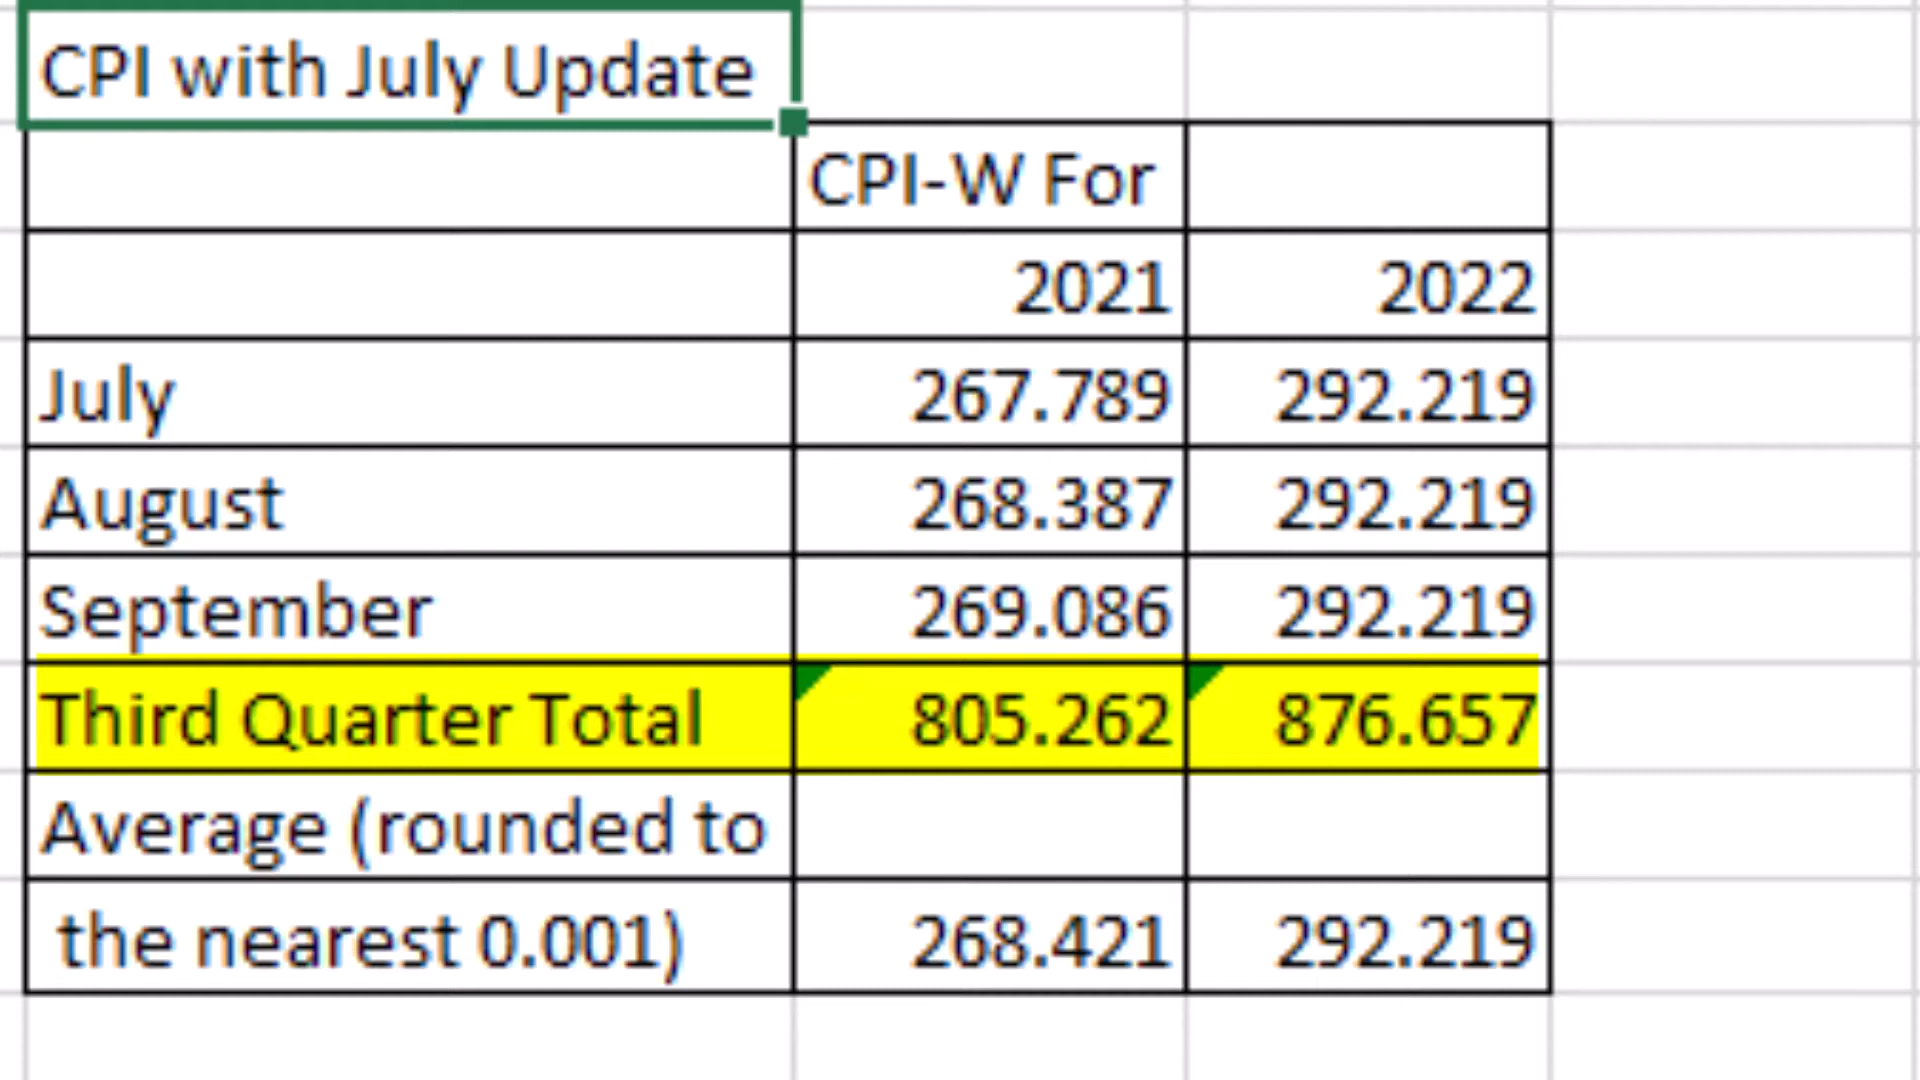 CPI with July Update
CPI-W For
2021 2022
July 267.789 292.219
August 268.387 292.219
September 269.086 292.219
Third Quarter Total 805.262 876.657
Average (rounded to
the nearest 0.001) 268.421 292.219